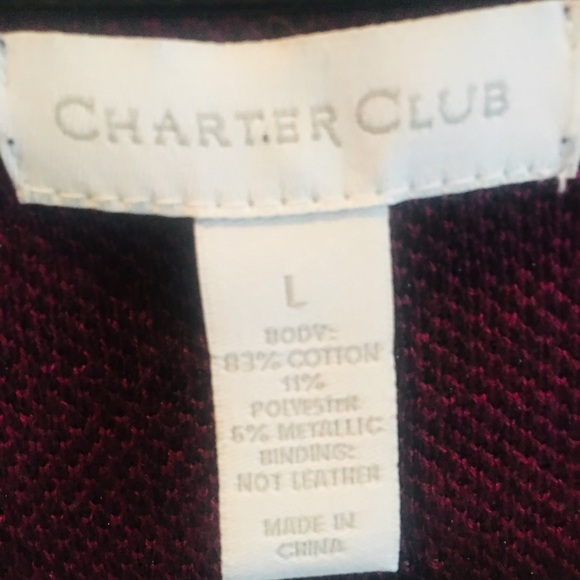 CHARTER CLUB
L
BODY:
83% COTTON
11%
POLYESTER
6% METALLIC
BINDING:
NOT LEATHER
MADE IN
CHINA